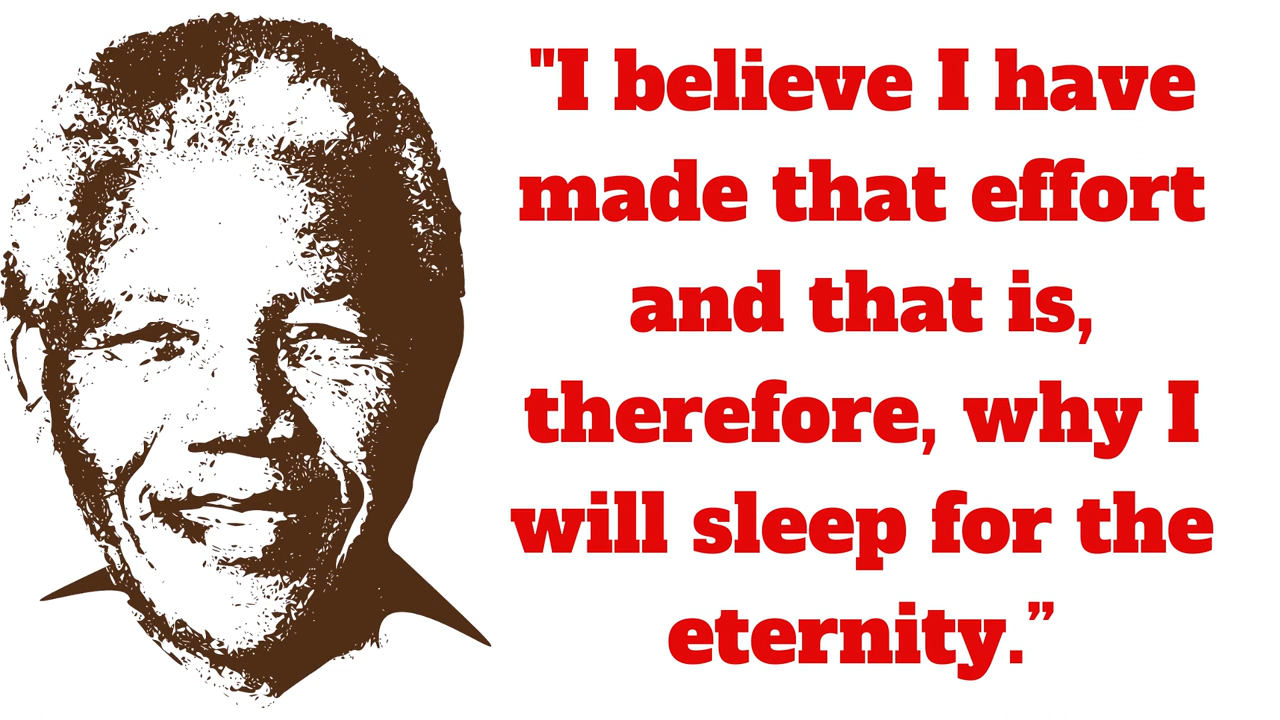 "I believe I have
made that effort
and that is,
therefore, why I
will sleep for the
eternity.”